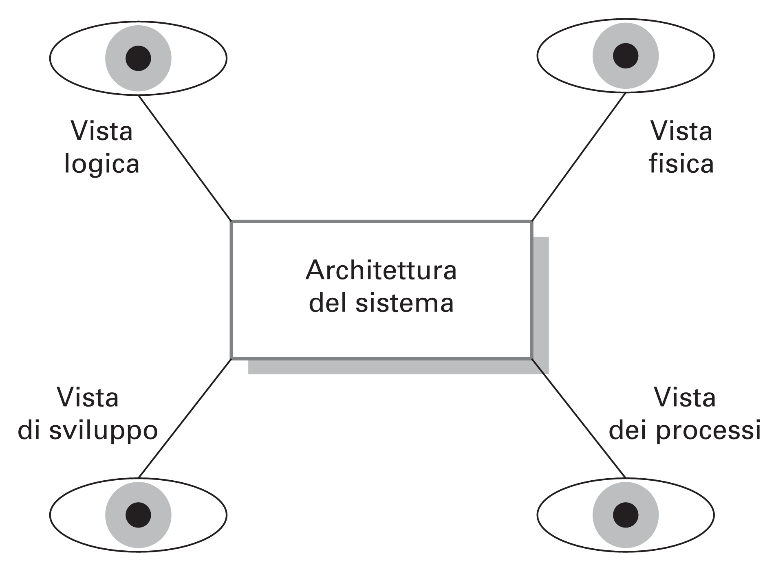 Vista
logica
Vista
fisica
Architettura
del sistema
Vista
di sviluppo
Vista
dei processi